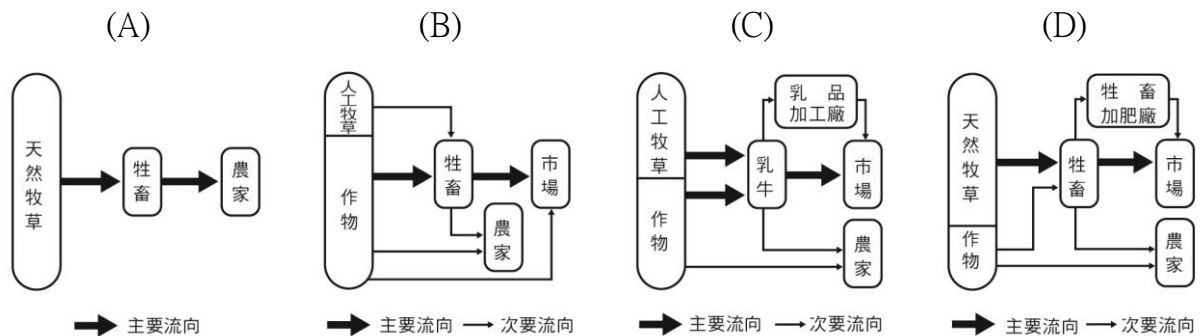 (A)
天然牧草
牲畜
農家
主要流向
(B)
人工牧草
作物
牲畜
市場
農家
主要流向
次要流向
(C)
人工牧草
作物
乳品
加工廠
乳牛
市場
農家
主要流向
次要流向
(D)
天然牧草
作物
牲畜
加肥廠
牲畜
市場
農家
主要流向
次要流向